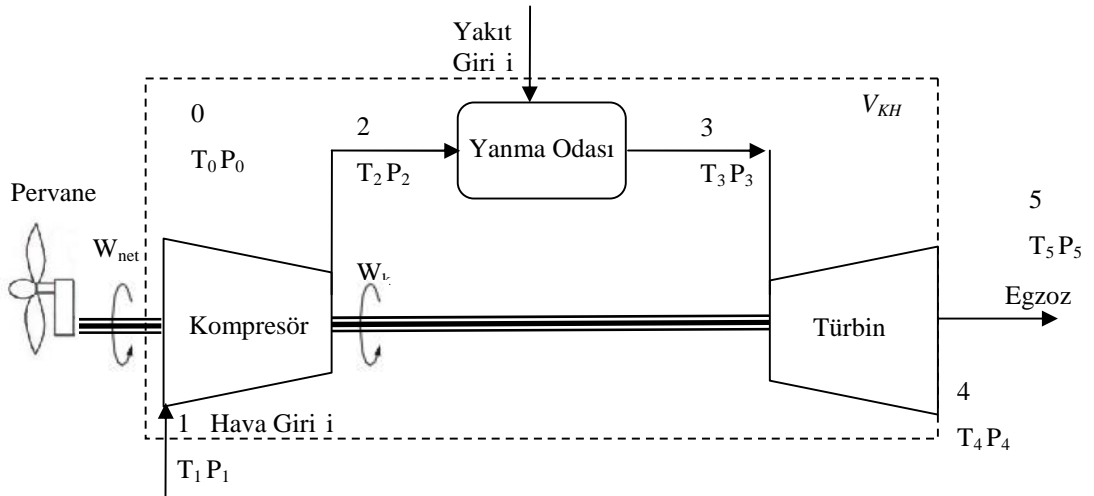 Yakıt
Giri i
0
T₀ P₀
2
T₂ P₂
Yanma Odası
3
T₃ P₃
V_KH
Pervane
W_net
Kompresör
Türbin
5
T₅ P₅
Egzoz
1 Hava Giri i
T₁ P₁
4
T₄ P₄